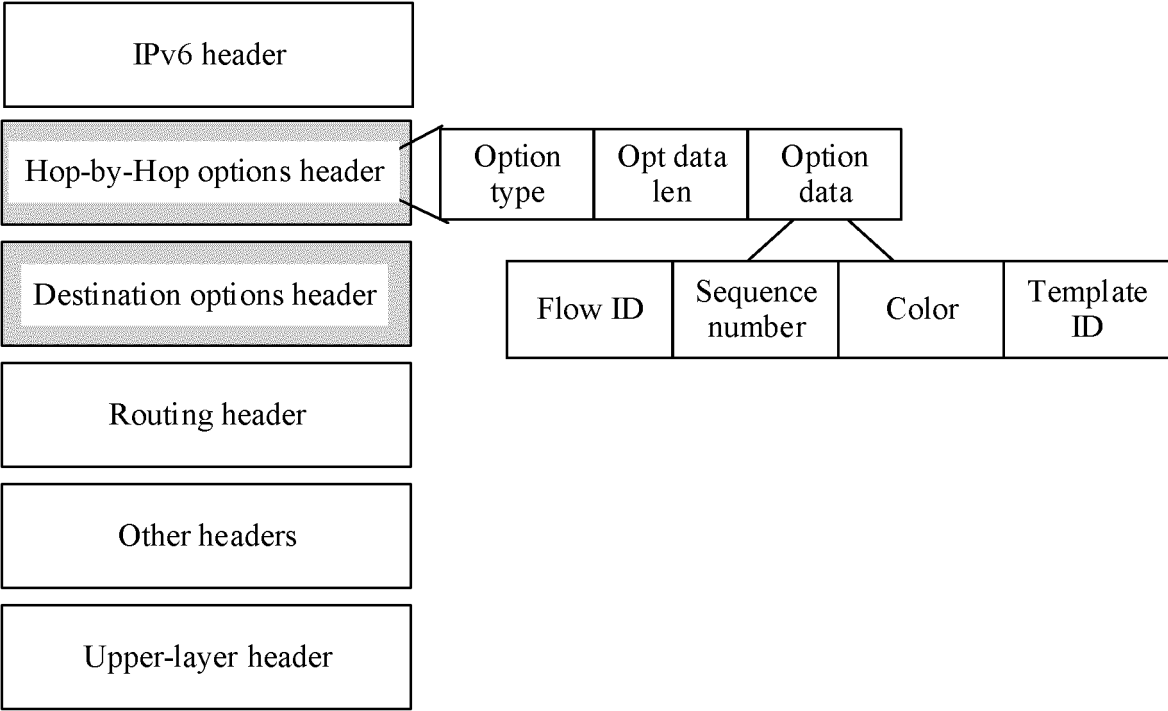 IPv6 header
Hop-by-Hop options header
Option
type
Opt data
len
Option
data
Destination options header
Flow ID
Sequence
number
Color
Template
ID
Routing header
Other headers
Upper-layer header